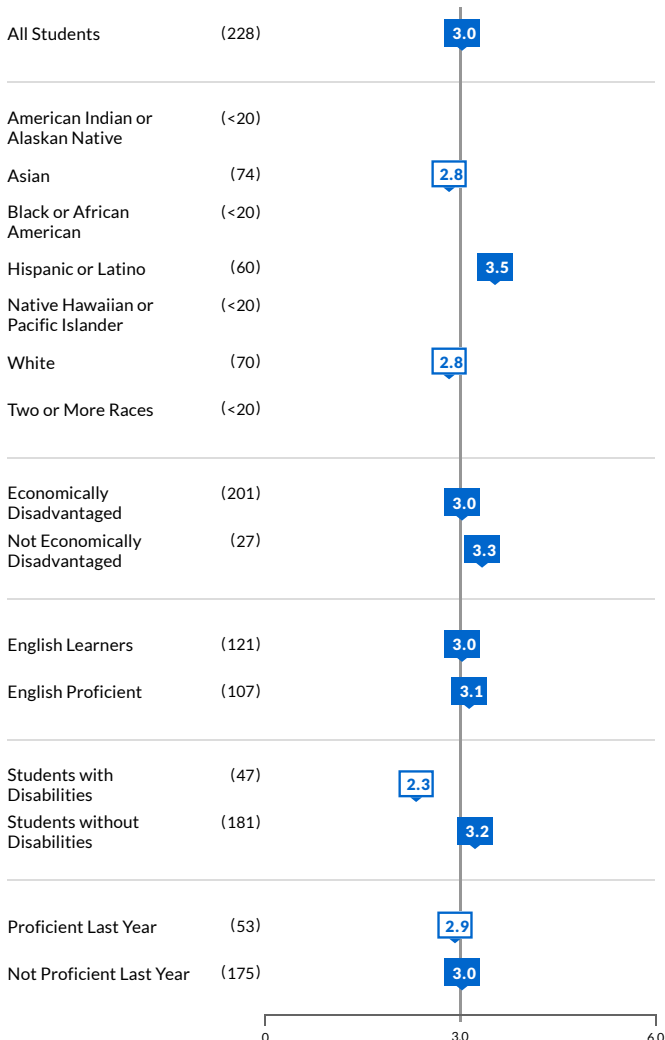 All Students (228) 3.0
American Indian or (<20)
Alaskan Native
Asian (74) 2.8
Black or African (<20)
American
Hispanic or Latino (60) 3.5
Native Hawaiian or (<20)
Pacific Islander
White (70) 2.8
Two or More Races (<20)
Economically (201) 3.0
Disadvantaged
Not Economically (27) 3.3
Disadvantaged
English Learners (121) 3.0
English Proficient (107) 3.1
Students with (47) 2.3
Disabilities
Students without (181) 3.2
Disabilities
Proficient Last Year (53) 2.9
Not Proficient Last Year (175) 3.0
0 3.0 6.0